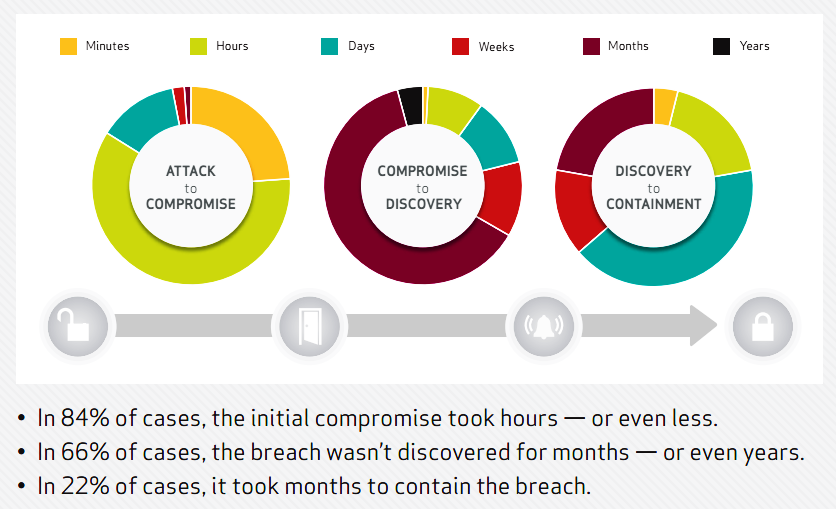 Minutes
Hours
Days
Weeks
Months
Years
ATTACK
to
COMPROMISE
COMPROMISE
to
DISCOVERY
DISCOVERY
to
CONTAINMENT
• In 84% of cases, the initial compromise took hours — or even less.
• In 66% of cases, the breach wasn’t discovered for months — or even years.
• In 22% of cases, it took months to contain the breach.